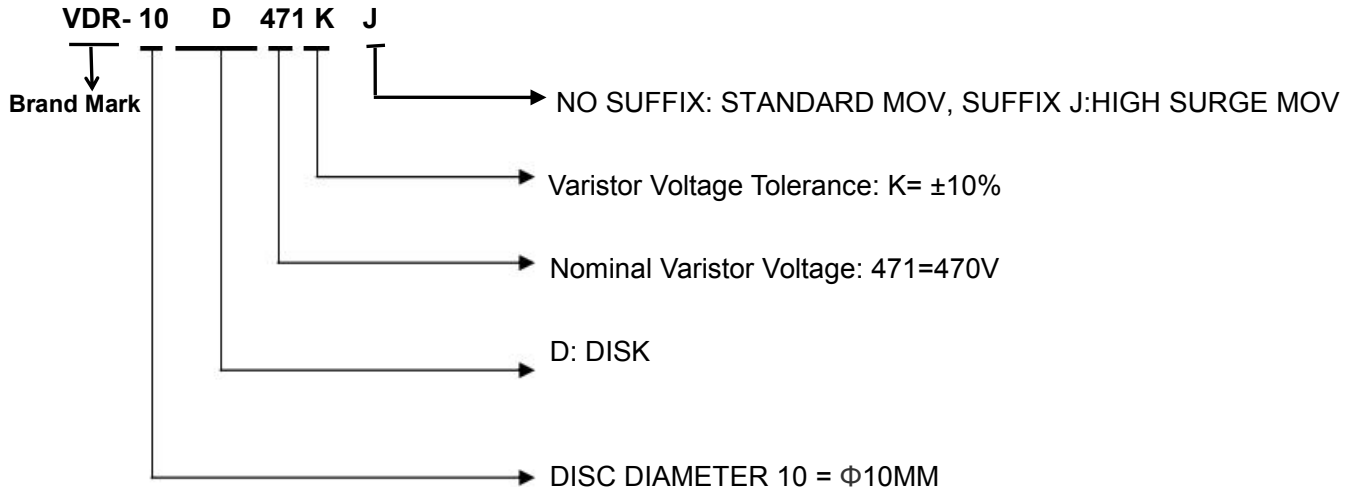 VDR- 10 D 471 K J
Brand Mark
NO SUFFIX: STANDARD MOV, SUFFIX J:HIGH SURGE MOV
Varistor Voltage Tolerance: K= ±10%
Nominal Varistor Voltage: 471=470V
D: DISK
DISC DIAMETER 10 = Φ10MM